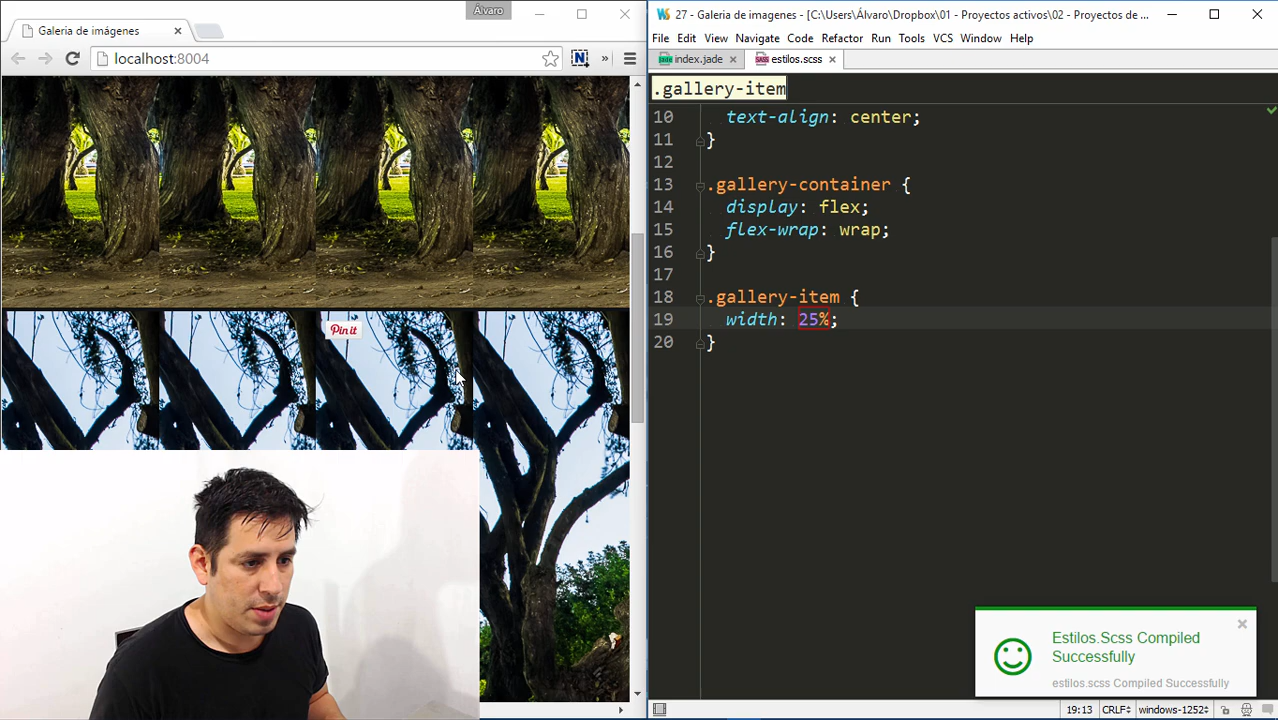 Álvaro
Galeria de imágenes
localhost:8004
N
»
Pin it
27 - Galeria de imagenes - [C:\Users\Álvaro\Dropbox\01 - Proyectos activos\02 - Proyectos de ...
File Edit View Navigate Code Refactor Run Tools VCS Window Help
index.jade
estilos.scss
.gallery-item
10 text-align: center;
11 }
12
13 .gallery-container {
14 display: flex;
15 flex-wrap: wrap;
16 }
17
18 .gallery-item {
19 width: 25%;
20 }
Estilos.Scss Compiled
Successfully
estilos.scss Compiled Successfully
19:13 CRLF÷ windows-1252÷